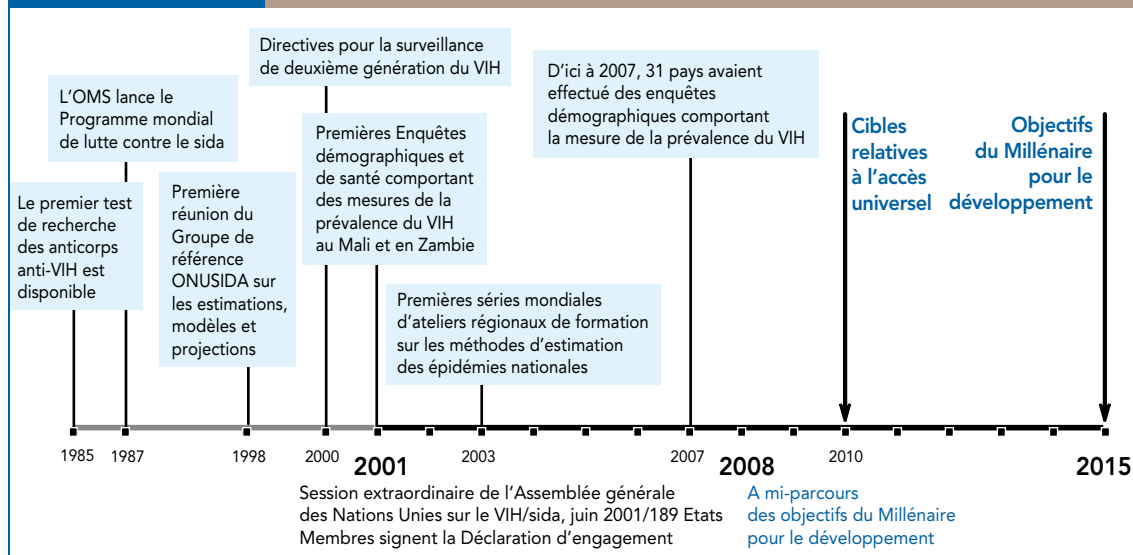 Directives pour la surveillance
de deuxième génération du VIH
D'ici à 2007, 31 pays avaient
effectué des enquêtes
démographiques comportant
la mesure de la prévalence du VIH
L'OMS lance le
Programme mondial
de lutte contre le sida
Premières Enquêtes
démographiques et
de santé comportant
des mesures de la
prévalence du VIH
au Mali et en Zambie
Cibles
relatives
à l'accès
universel
Objectifs
du Millénaire
pour le
développement
Le premier test
de recherche
des anticorps
anti-VIH est
disponible
Première
réunion du
Groupe de
référence
ONUSIDA sur
les estimations,
modèles et
projections
Premières séries mondiales
d'ateliers régionaux de formation
sur les méthodes d'estimation
des épidémies nationales
1985 1987 1998 2000 2001 2003 2007 2008 2010 2015
Session extraordinaire de l'Assemblée générale
des Nations Unies sur le VIH/sida, juin 2001/189 Etats
Membres signent la Déclaration d'engagement
A mi-parcours
des objectifs du Millénaire
pour le développement